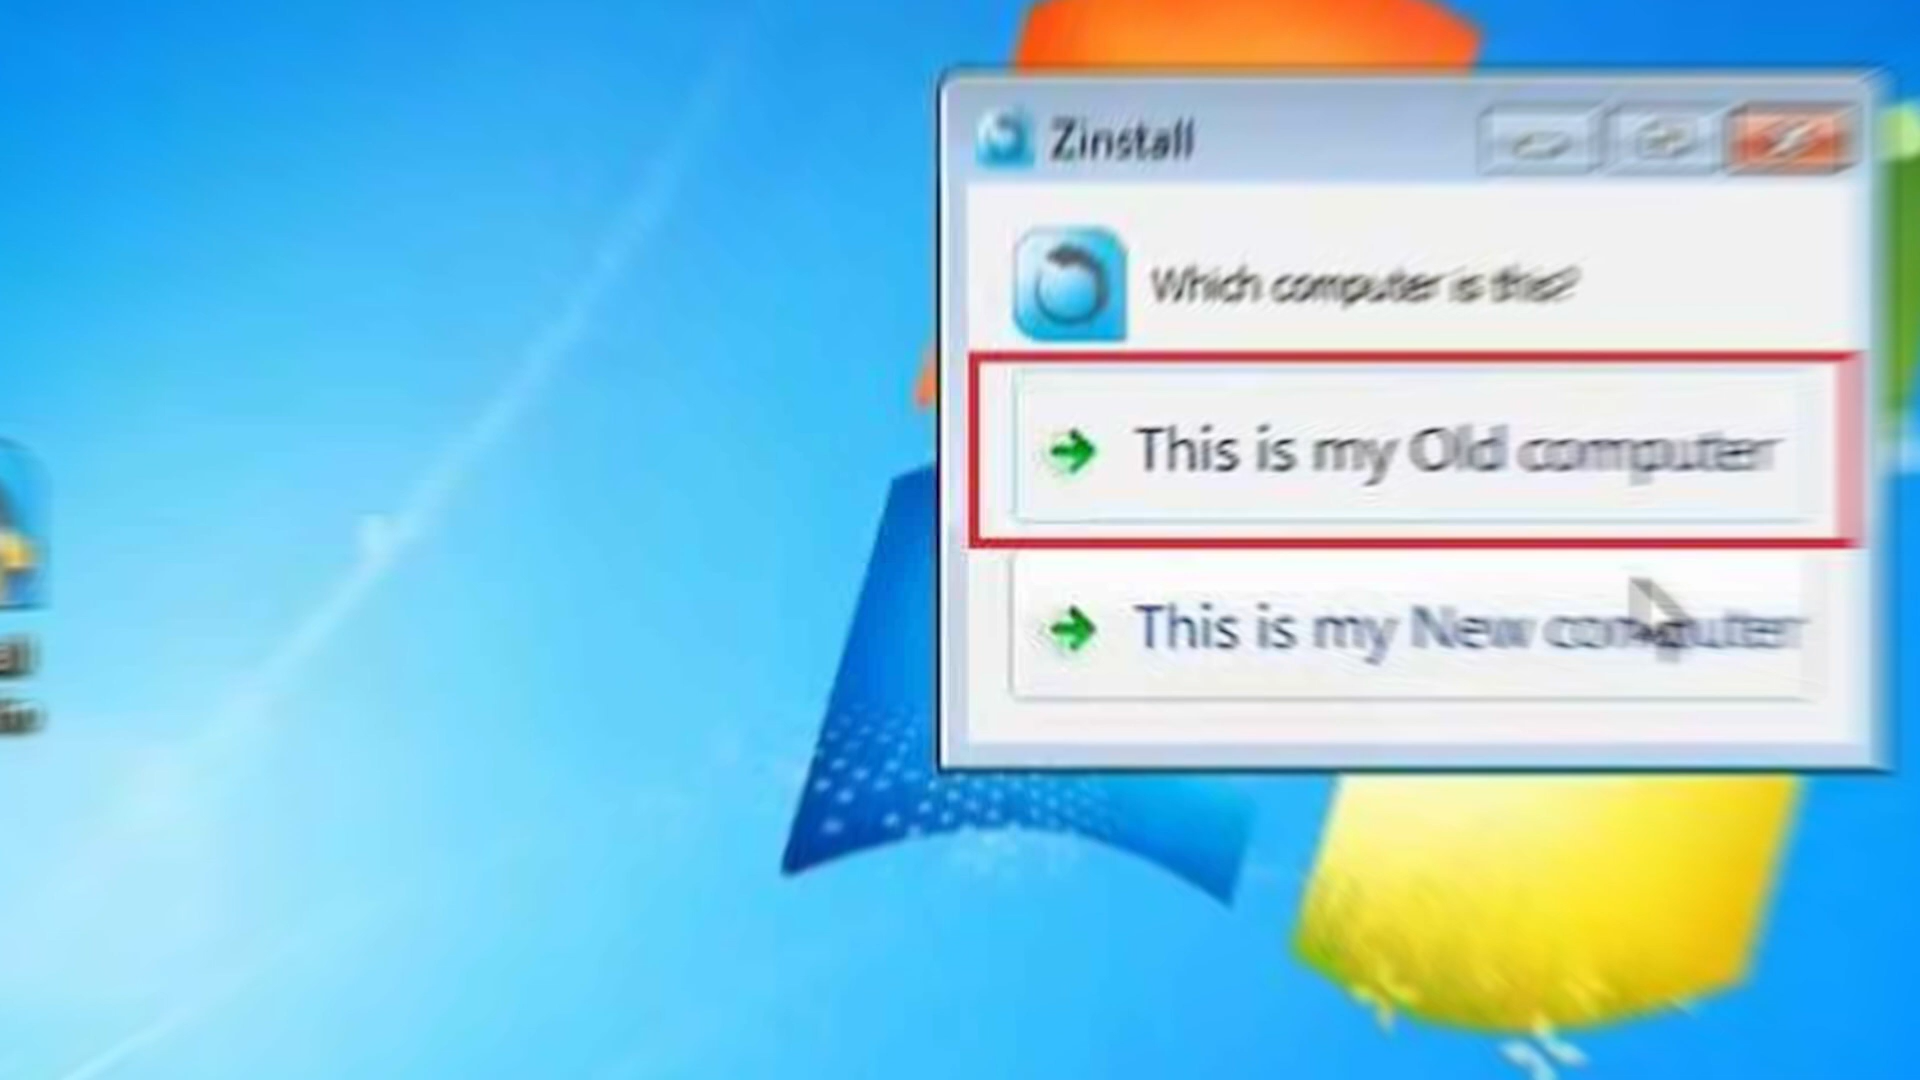 Zinstall
Which computer is this?
This is my Old computer
This is my New computer